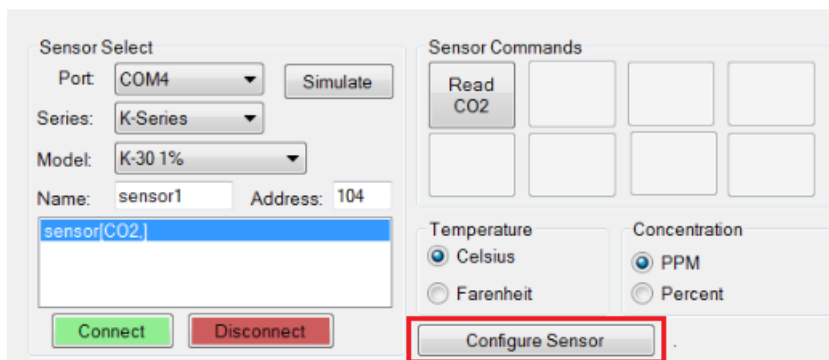 Sensor Select
Port:
COM4
Simulate
Series:
K-Series
Model:
K-30 1%
Name:
sensor1
Address:
104
sensor[CO2,]
Connect
Disconnect
Sensor Commands
Read
CO2
Temperature
Celsius
Farenheit
Concentration
PPM
Percent
Configure Sensor
.